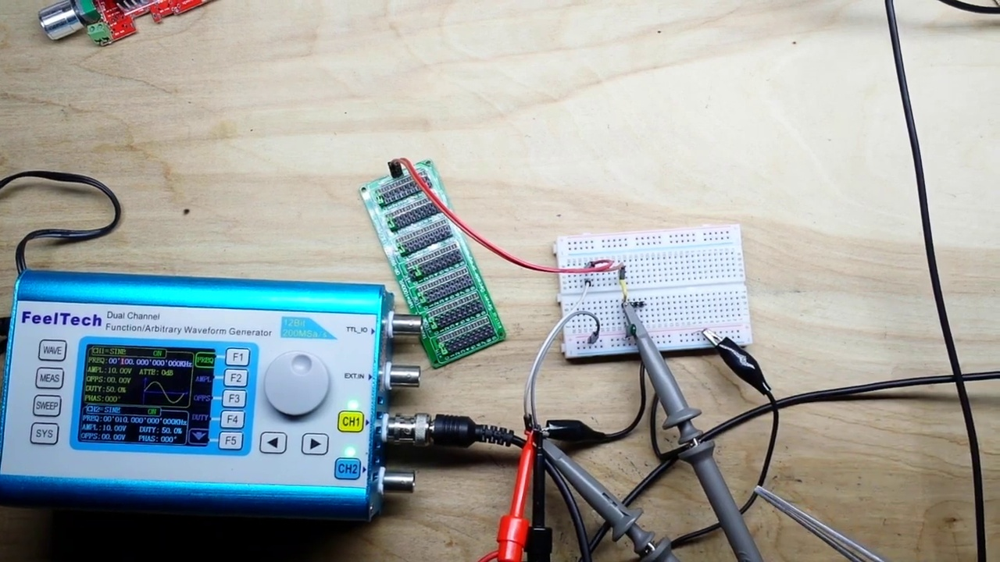 FeelTech
Dual Channel
Function/Arbitrary Waveform Generator
12Bit
200MSa/s
TTL_IO
EXT.IN
WAVE
MEAS
SWEEP
SYS
CH1=SINE ON
FREQ:00'100.000'000'000KHz
AMPL:10.00V ATTE:0dB
OFFS:00.00V
DUTY:50.0%
PHAS:000°
CH2=SINE ON
FREQ:00'010.000'000'000KHz
AMPL:10.00V DUTY:50.0%
OFFS:00.00V PHAS:000°
FREQ
AMPL
OFFS
DUTY
F1
F2
F3
F4
F5
CH1
CH2